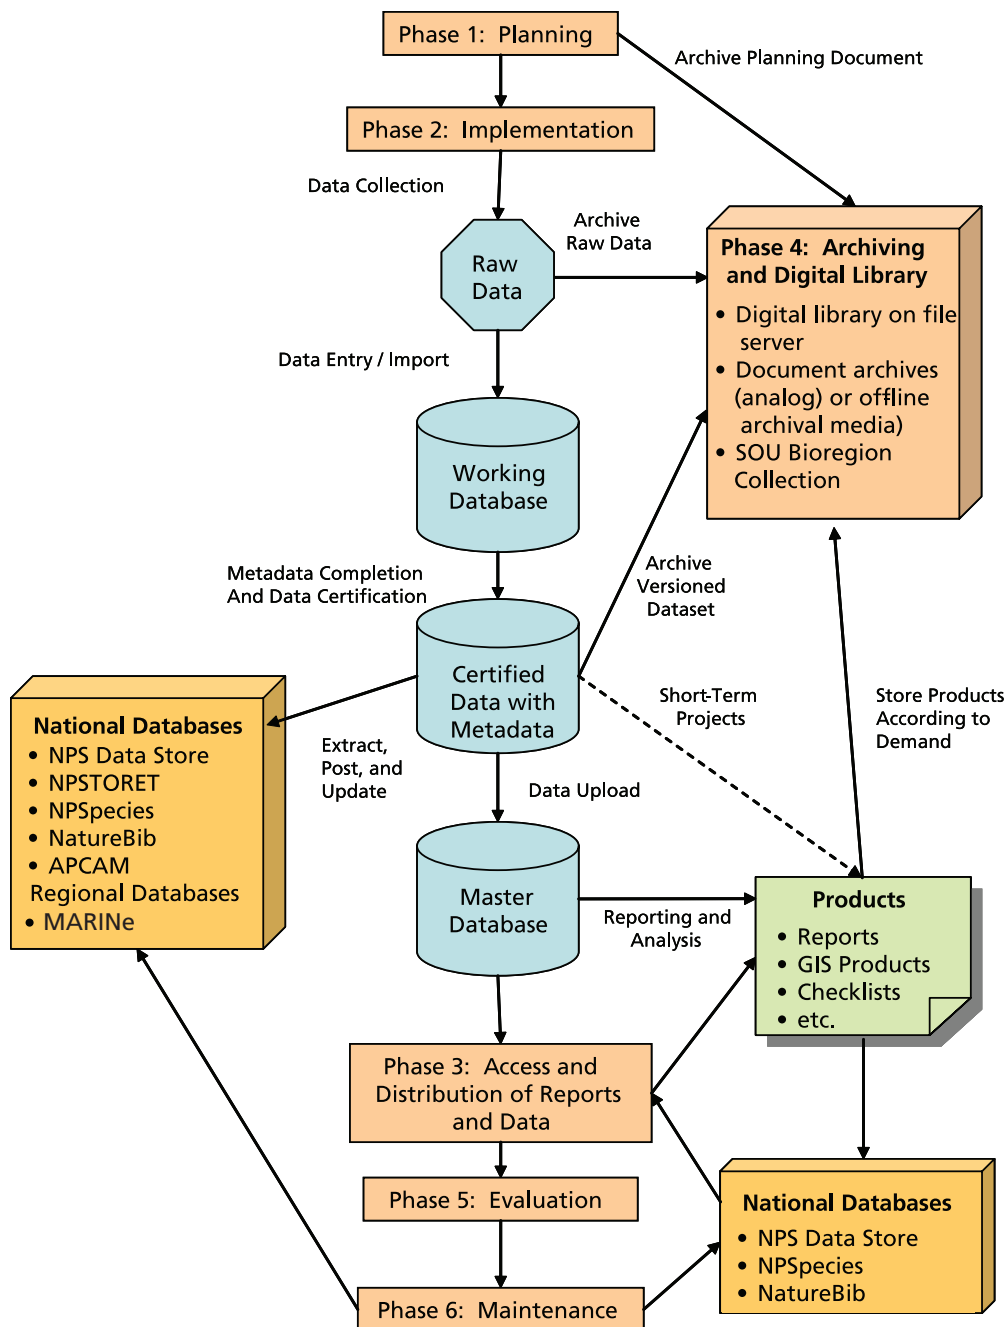 Phase 1:  Planning
Archive Planning Document
Phase 2:  Implementation
Data Collection
Archive
Raw Data
Raw
Data
Phase 4:  Archiving
and Digital Library
• Digital library on file
server
• Document archives
(analog) or offline
archival media)
• SOU Bioregion
Collection
Data Entry / Import
Working
Database
Metadata Completion
And Data Certification
Archive
Versioned
Dataset
Certified
Data with
Metadata
Short-Term
Projects
Store Products
According to
Demand
National Databases
• NPS Data Store
• NPSTORET
• NPSpecies
• NatureBib
• APCAM
Regional Databases
• MARINe
Extract,
Post, and
Update
Data Upload
Master
Database
Reporting and
Analysis
Products
• Reports
• GIS Products
• Checklists
• etc.
Phase 3:  Access and
Distribution of Reports
and Data
Phase 5:  Evaluation
National Databases
• NPS Data Store
• NPSpecies
• NatureBib
Phase 6:  Maintenance